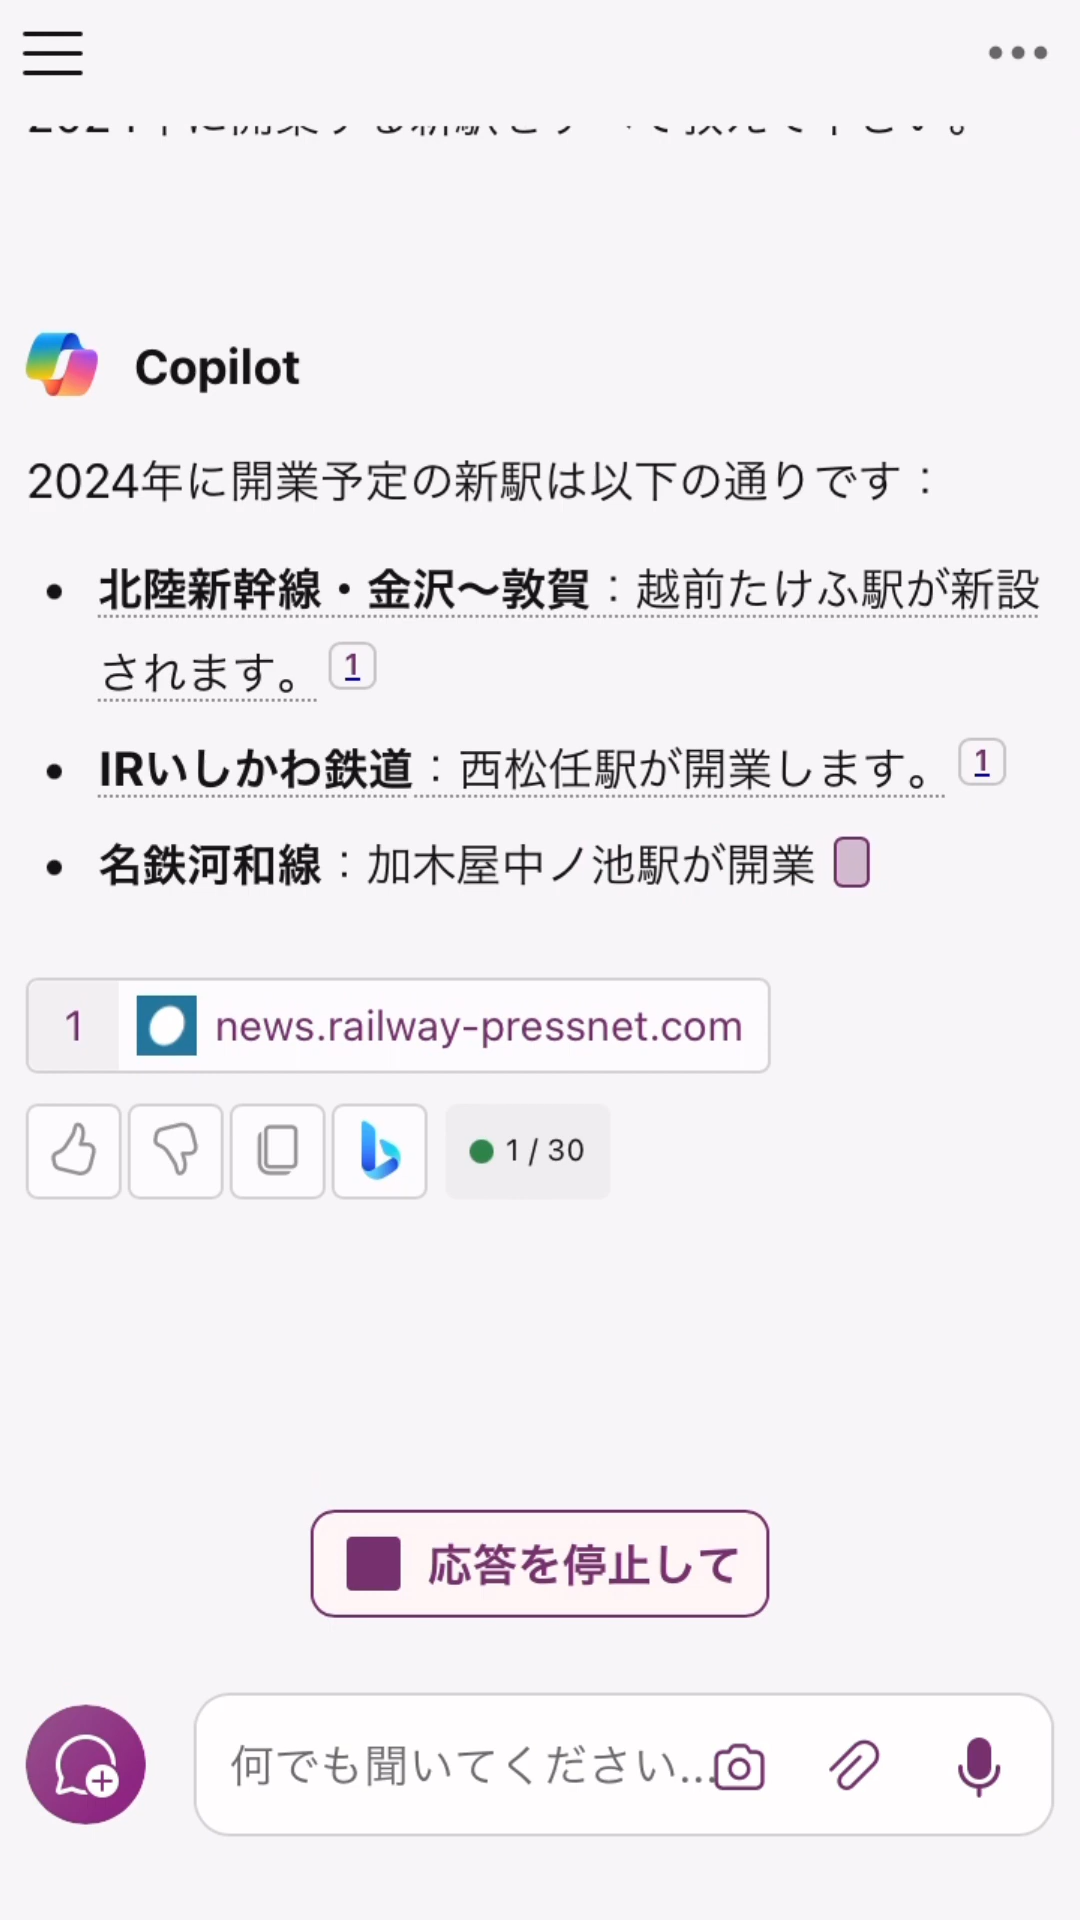 Copilot
2024年に開業予定の新駅は以下の通りです：
• 北陸新幹線・金沢〜敦賀：越前たけふ駅が新設
されます。 1
• IRいしかわ鉄道：西松任駅が開業します。 1
• 名鉄河和線：加木屋中ノ池駅が開業
1 news.railway-pressnet.com
1 / 30
応答を停止して
何でも聞いてください...